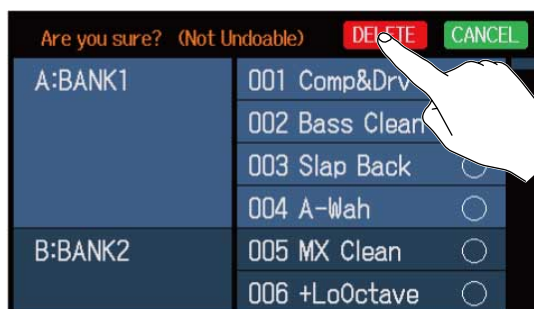 Are you sure? (Not Undoable) DELETE CANCEL
A:BANK1 001 Comp&Drv
002 Bass Clean
003 Slap Back
004 A-Wah
B:BANK2 005 MX Clean
006 +LoOctave